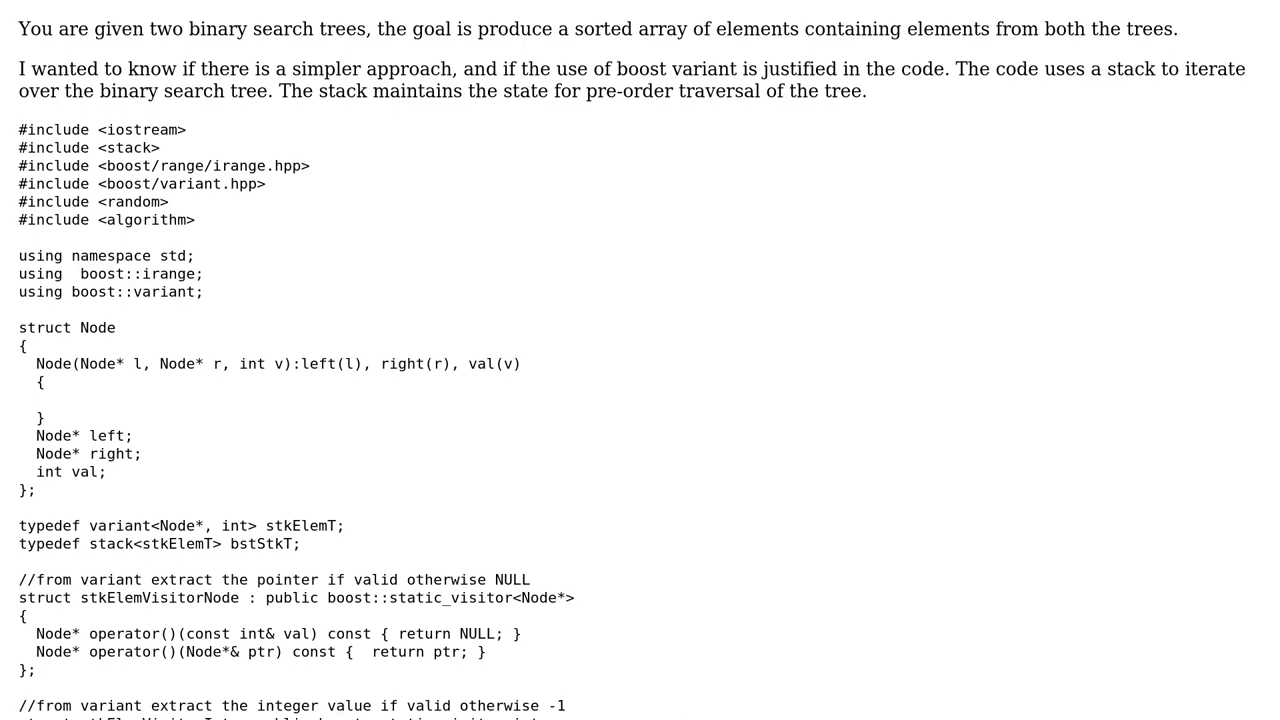 You are given two binary search trees, the goal is produce a sorted array of elements containing elements from both the trees.
I wanted to know if there is a simpler approach, and if the use of boost variant is justified in the code. The code uses a stack to iterate
over the binary search tree. The stack maintains the state for pre-order traversal of the tree.
#include <iostream>
#include <stack>
#include <boost/range/irange.hpp>
#include <boost/variant.hpp>
#include <random>
#include <algorithm>
using namespace std;
using  boost::irange;
using boost::variant;
struct Node
{
  Node(Node* l, Node* r, int v):left(l), right(r), val(v)
  {
  }
  Node* left;
  Node* right;
  int val;
};
typedef variant<Node*, int> stkElemT;
typedef stack<stkElemT> bstStkT;
//from variant extract the pointer if valid otherwise NULL
struct stkElemVisitorNode : public boost::static_visitor<Node*>
{
  Node* operator()(const int& val) const { return NULL; }
  Node* operator()(Node*& ptr) const {  return ptr; }
};
//from variant extract the integer value if valid otherwise -1